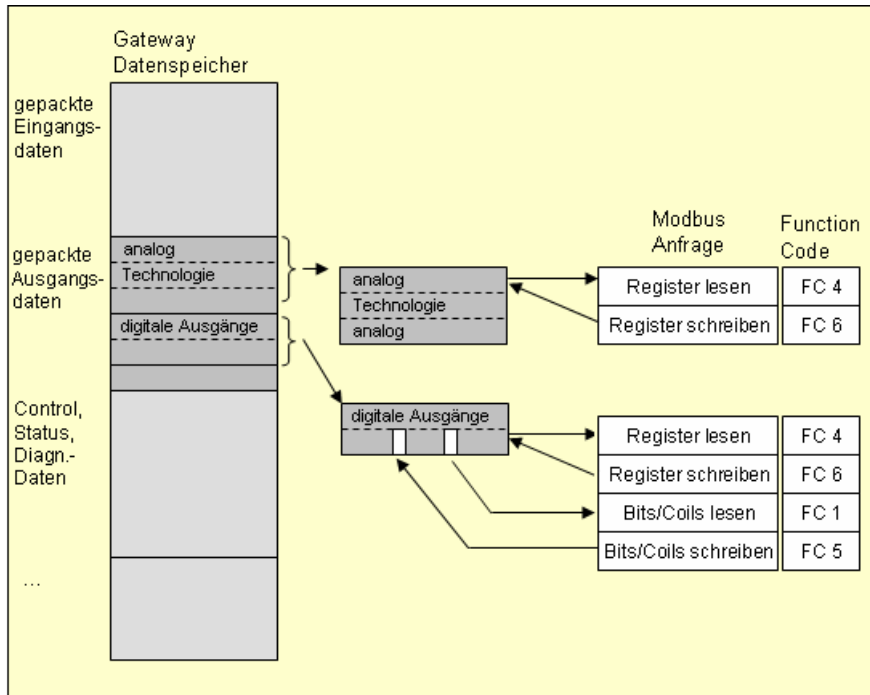 Gateway
Datenspeicher
gepackte
Eingangs-
daten
gepackte
Ausgangs-
daten
analog
Technologie
digitale Ausgänge
Control,
Status,
Diagn.-
Daten
...
analog
Technologie
analog
digitale Ausgänge
Modbus
Anfrage
Function
Code
Register lesen
FC 4
Register schreiben
FC 6
Register lesen
FC 4
Register schreiben
FC 6
Bits/Coils lesen
FC 1
Bits/Coils schreiben
FC 5